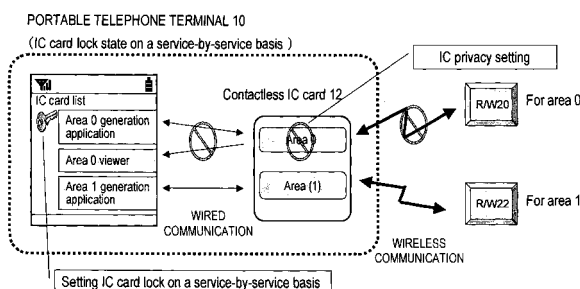 PORTABLE TELEPHONE TERMINAL 10
(IC card lock state on a service-by-service basis )
IC privacy setting
IC card list
Area 0 generation
application
Area 0 viewer
Area 1 generation
application
Contactless IC card 12
Area 0
Area (1)
WIRED
COMMUNICATION
R/W20
For area 0
R/W22
For area 1
WIRELESS
COMMUNICATION
Setting IC card lock on a service-by-service basis